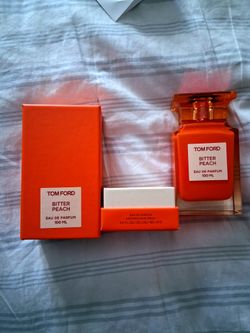 TOM FORD
BITTER
PEACH
EAU DE PARFUM
100 ML
TOM FORD
BITTER
PEACH
EAU DE PARFUM
100 ML